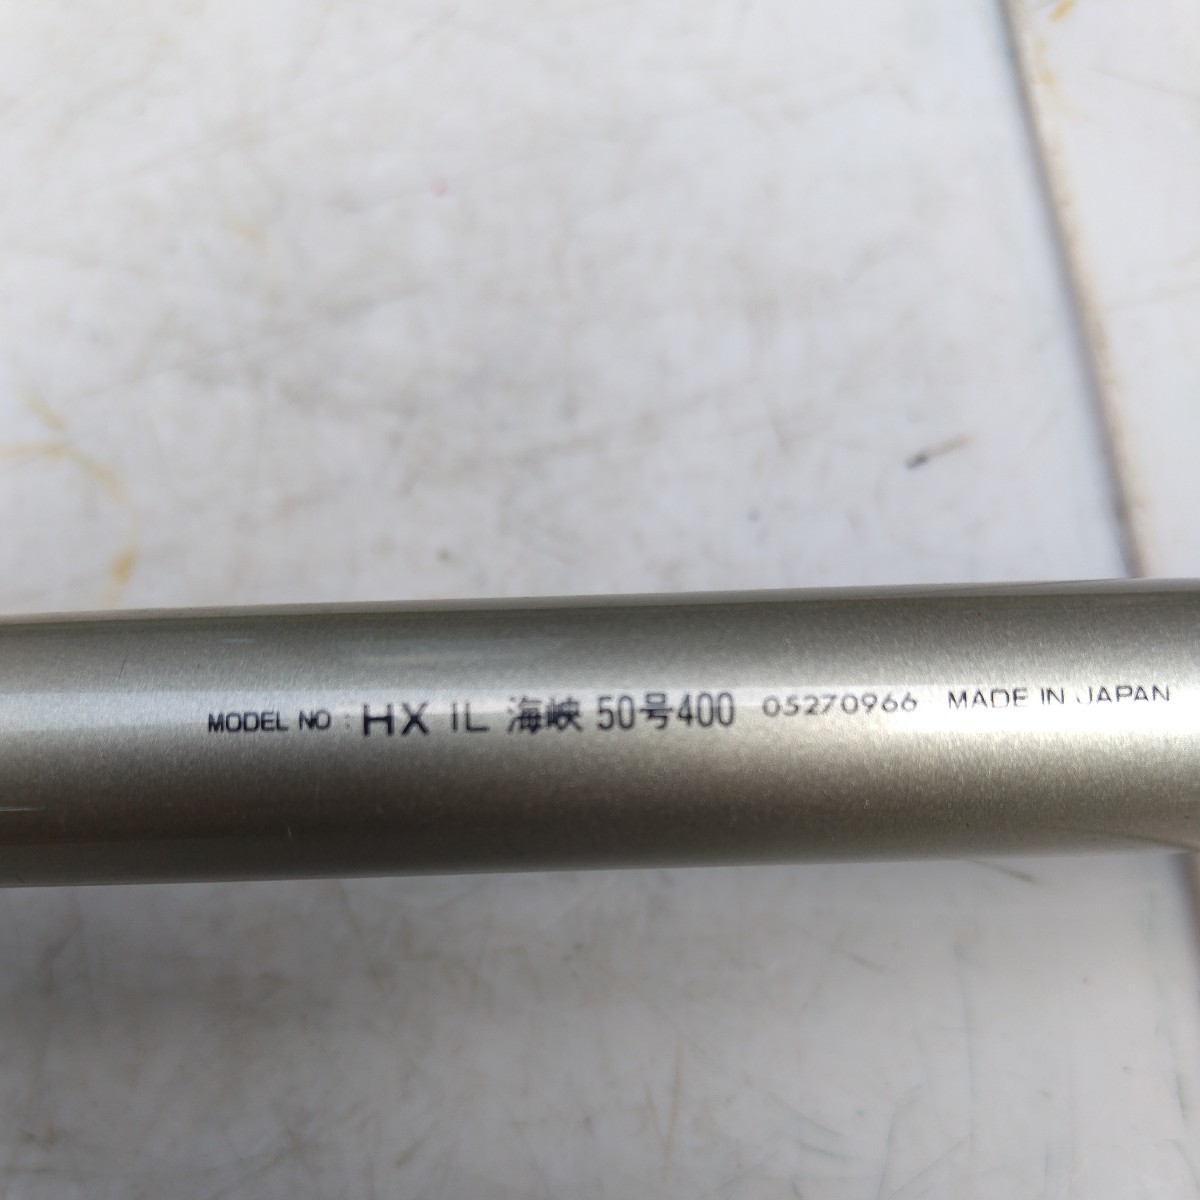 MODEL NO : HX IL 海峡 50号400 05270966 MADE IN JAPAN